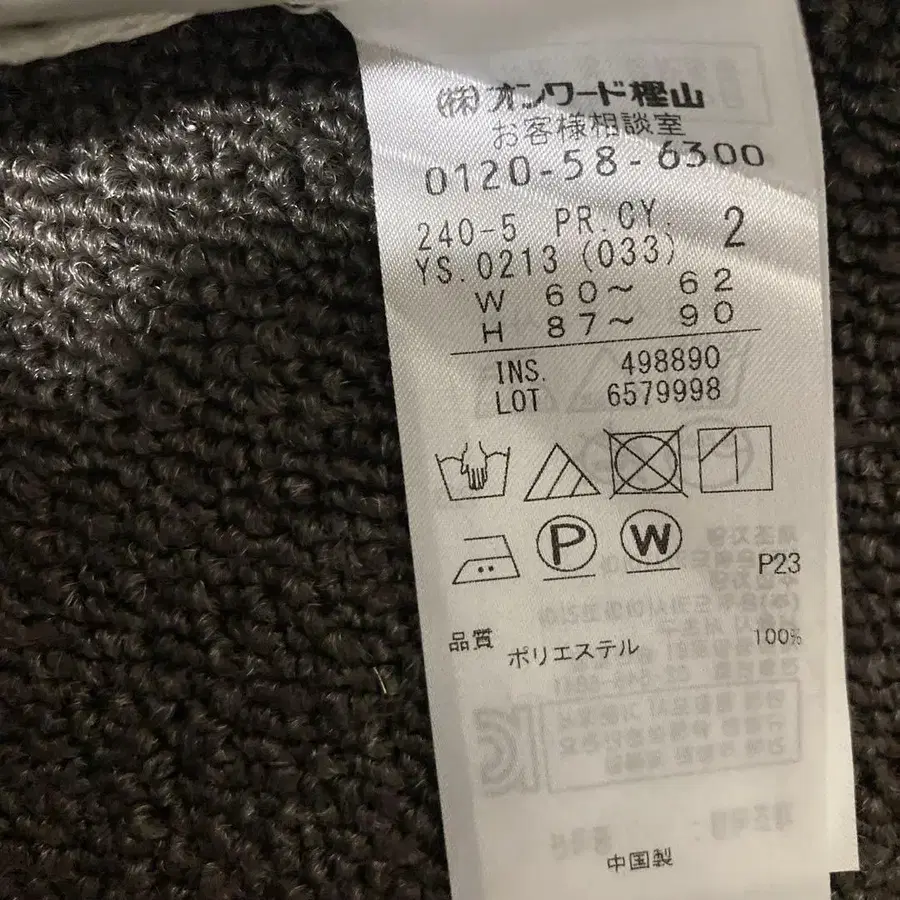 (株)オンワード樫山
お客様相談室
0120-58-6300
240-5 PR.CY. 2
YS.0213(033)
W 60～ 62
H 87～ 90
INS. 498890
LOT 6579998
P W
P23
品質 ポリエステル 100%
中国製